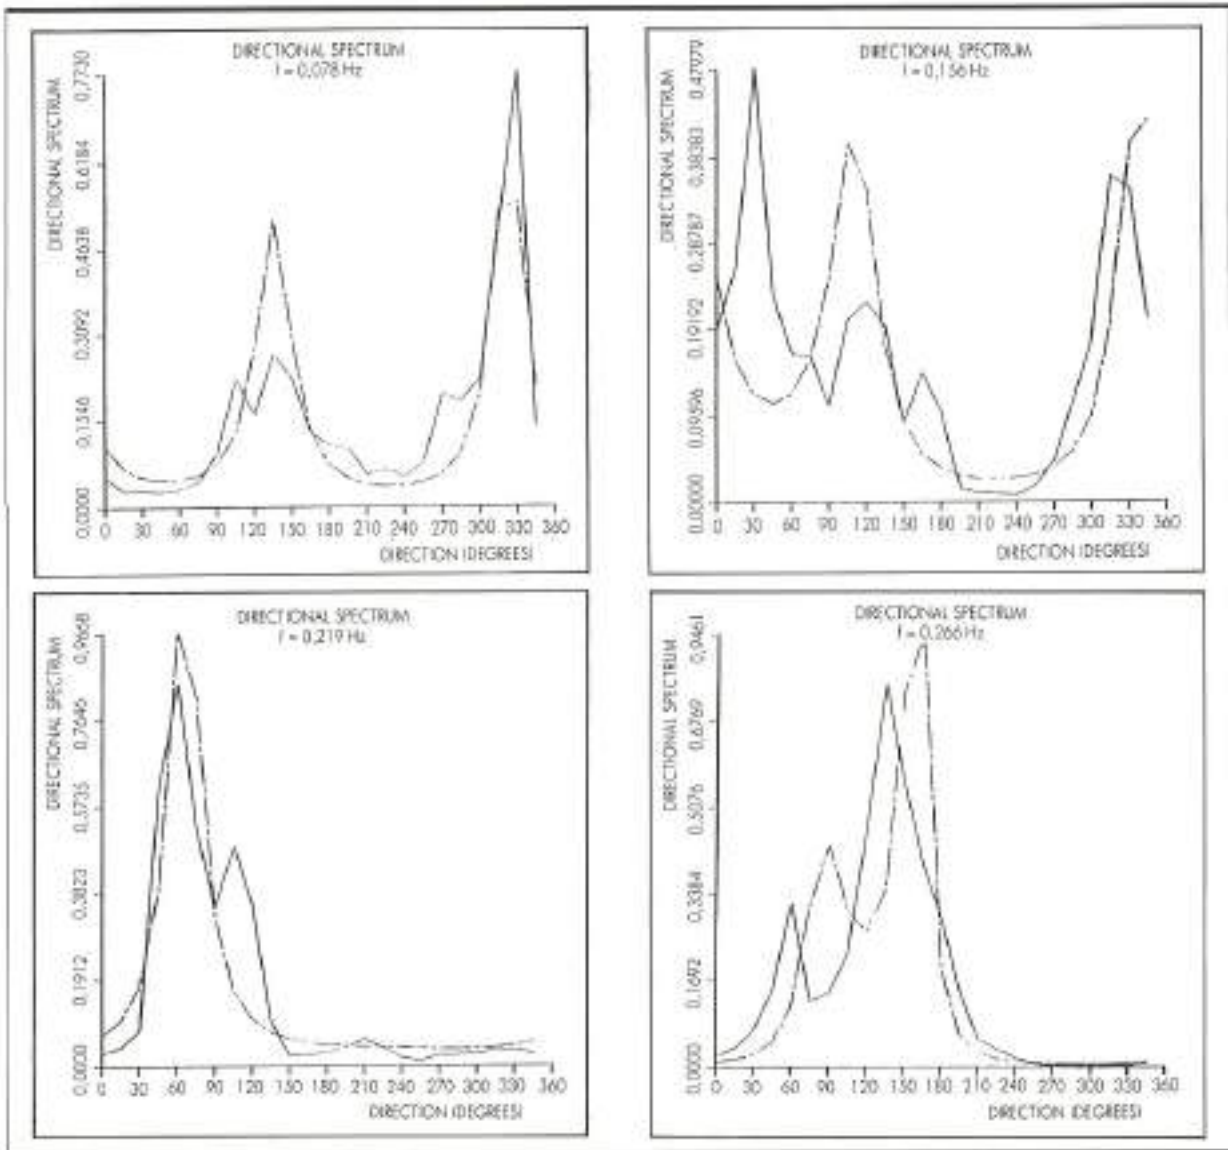 DIRECTIONAL SPECTRUM
f = 0,078 Hz
DIRECTIONAL SPECTRUM
0,7730
0,6184
0,4638
0,3092
0,1546
0,0000
0 30 60 90 120 150 180 210 240 270 300 330 360
DIRECTION (DEGREES)
DIRECTIONAL SPECTRUM
f = 0,156 Hz
DIRECTIONAL SPECTRUM
0,47979
0,38383
0,28787
0,19192
0,09596
0,00000
0 30 60 90 120 150 180 210 240 270 300 330 360
DIRECTION (DEGREES)
DIRECTIONAL SPECTRUM
f = 0,219 Hz
DIRECTIONAL SPECTRUM
0,9658
0,7646
0,5735
0,3823
0,1912
0,0000
0 30 60 90 120 150 180 210 240 270 300 330 360
DIRECTION (DEGREES)
DIRECTIONAL SPECTRUM
f = 0,266 Hz
DIRECTIONAL SPECTRUM
0,9461
0,6769
0,5076
0,3384
0,1692
0,0000
0 30 60 90 120 150 180 210 240 270 300 330 360
DIRECTION (DEGREES)